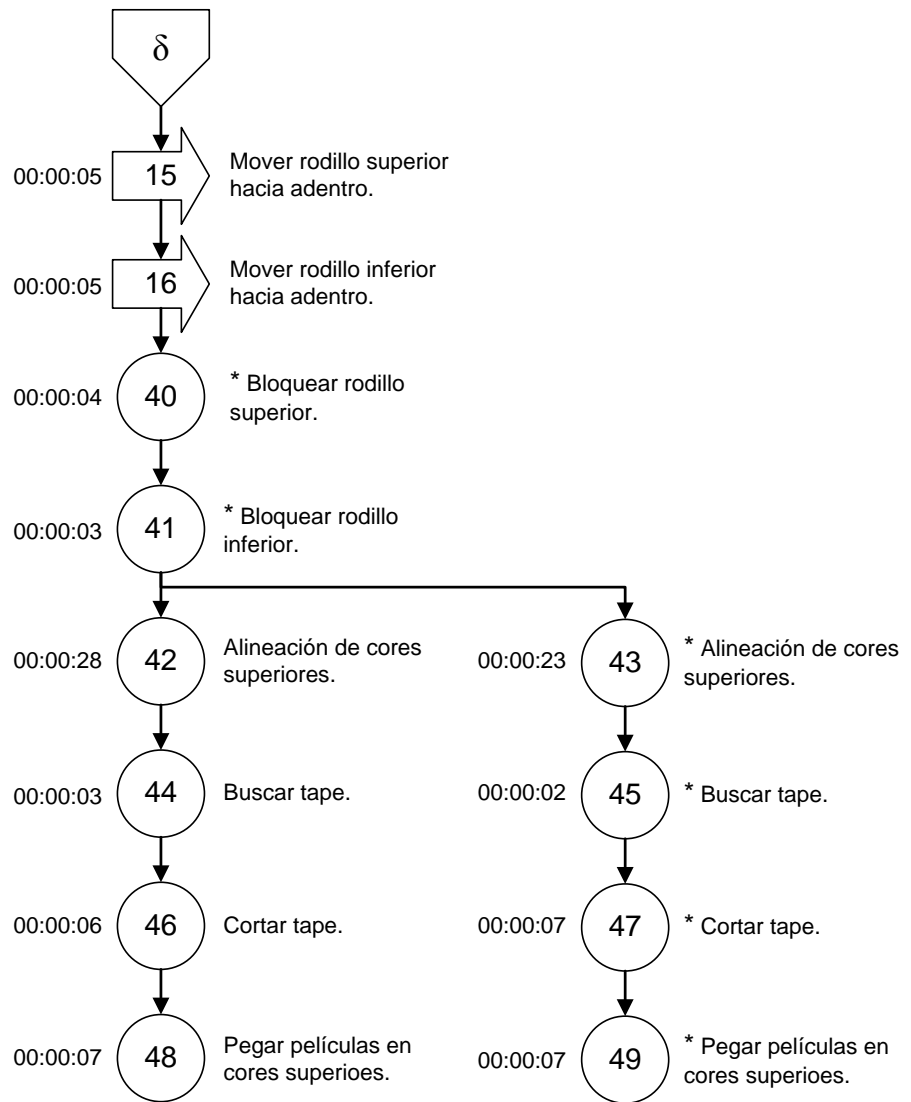 δ
00:00:05
15
Mover rodillo superior
hacia adentro.
00:00:05
16
Mover rodillo inferior
hacia adentro.
00:00:04
40
* Bloquear rodillo
superior.
00:00:03
41
* Bloquear rodillo
inferior.
00:00:28
42
Alineación de cores
superiores.
00:00:23
43
* Alineación de cores
superiores.
00:00:03
44
Buscar tape.
00:00:02
45
* Buscar tape.
00:00:06
46
Cortar tape.
00:00:07
47
* Cortar tape.
00:00:07
48
Pegar películas en
cores superioes.
00:00:07
49
* Pegar películas en
cores superioes.